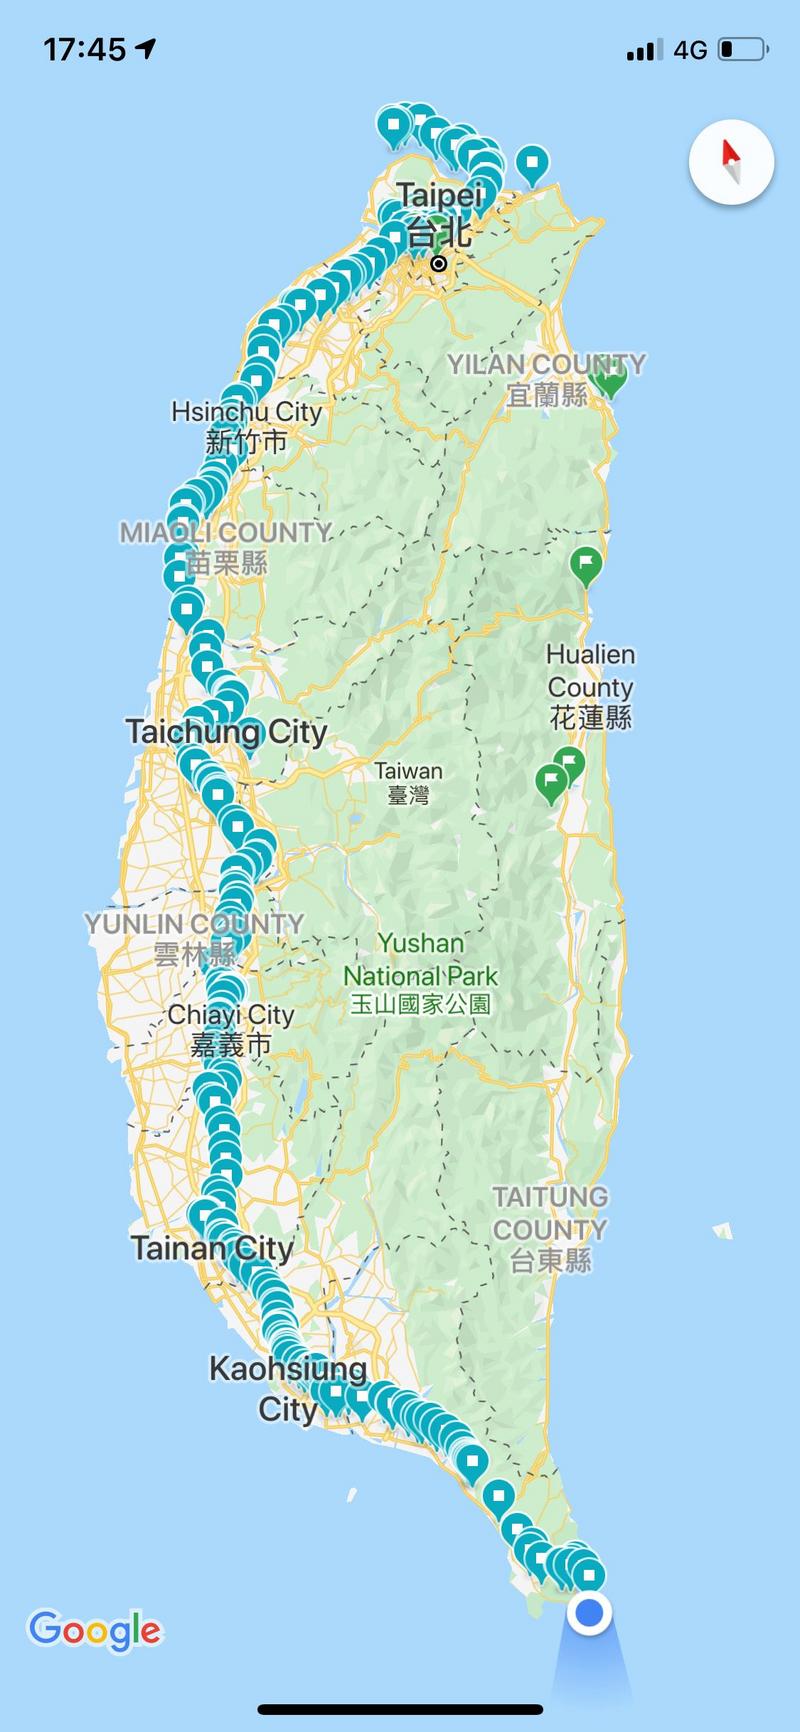 17:45
4G
Taipei
台北
YILAN COUNTY
宜蘭縣
Hsinchu City
新竹市
MIAOLI COUNTY
苗栗縣
Hualien
County
花蓮縣
Taichung City
Taiwan
臺灣
YUNLIN COUNTY
雲林縣
Yushan
National Park
玉山國家公園
Chiayi City
嘉義市
TAITUNG
COUNTY
台東縣
Tainan City
Kaohsiung
City
Google